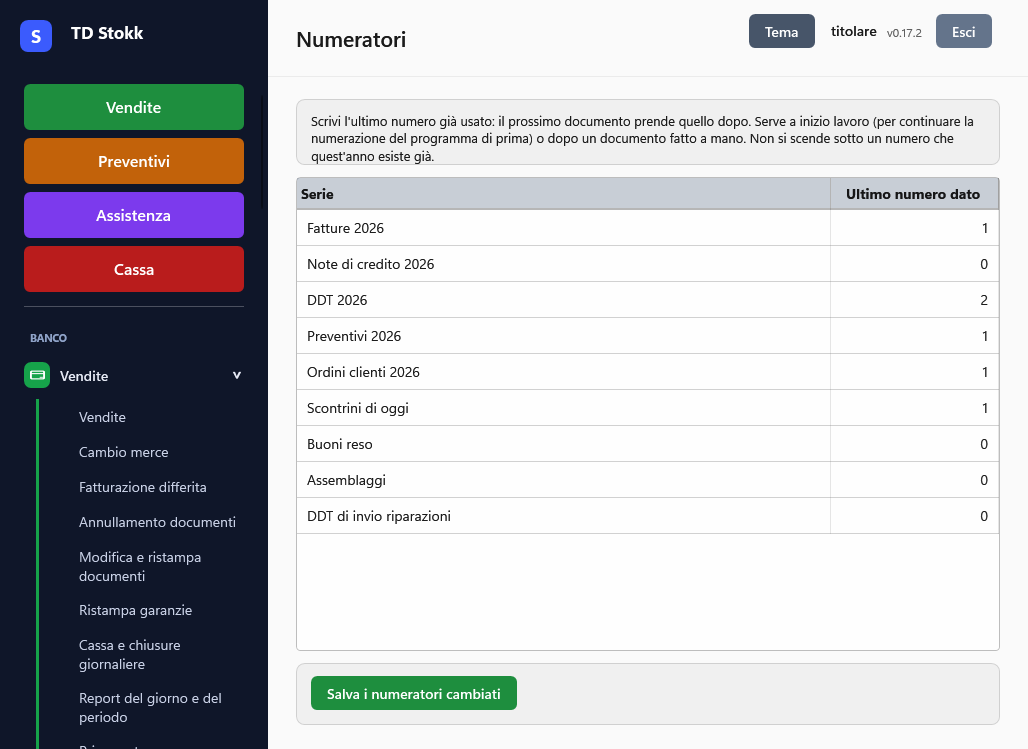 S
TD Stokk
Vendite
Preventivi
Assistenza
Cassa
BANCO
Vendite
Vendite
Cambio merce
Fatturazione differita
Annullamento documenti
Modifica e ristampa
documenti
Ristampa garanzie
Cassa e chiusure
giornaliere
Report del giorno e del
periodo
Numeratori
Tema
titolare v0.17.2
Esci
Scrivi l'ultimo numero già usato: il prossimo documento prende quello dopo. Serve a inizio lavoro (per continuare la
numerazione del programma di prima) o dopo un documento fatto a mano. Non si scende sotto un numero che
quest'anno esiste già.
Serie Ultimo numero dato
Fatture 2026 1
Note di credito 2026 0
DDT 2026 2
Preventivi 2026 1
Ordini clienti 2026 1
Scontrini di oggi 1
Buoni reso 0
Assemblaggi 0
DDT di invio riparazioni 0
Salva i numeratori cambiati